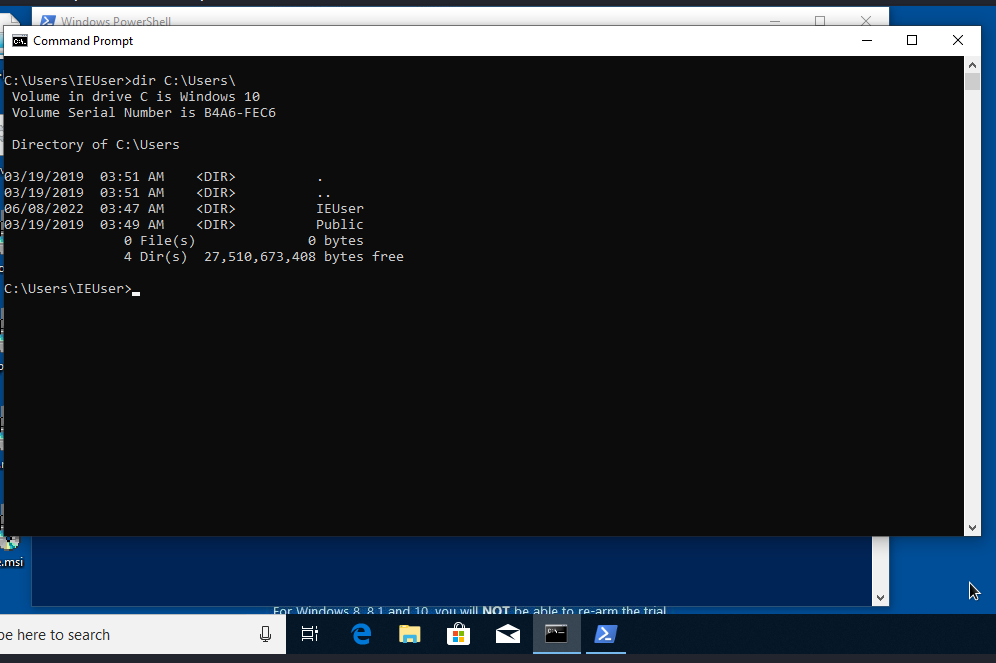 Windows PowerShell
Command Prompt
C:\Users\IEUser>dir C:\Users\
 Volume in drive C is Windows 10
 Volume Serial Number is B4A6-FEC6
 Directory of C:\Users
03/19/2019  03:51 AM    <DIR>          .
03/19/2019  03:51 AM    <DIR>          ..
06/08/2022  03:47 AM    <DIR>          IEUser
03/19/2019  03:49 AM    <DIR>          Public
               0 File(s)              0 bytes
               4 Dir(s)  27,510,673,408 bytes free
C:\Users\IEUser>
.msi
For Windows 8, 8.1 and 10, you will NOT be able to re-arm the trial
pe here to search